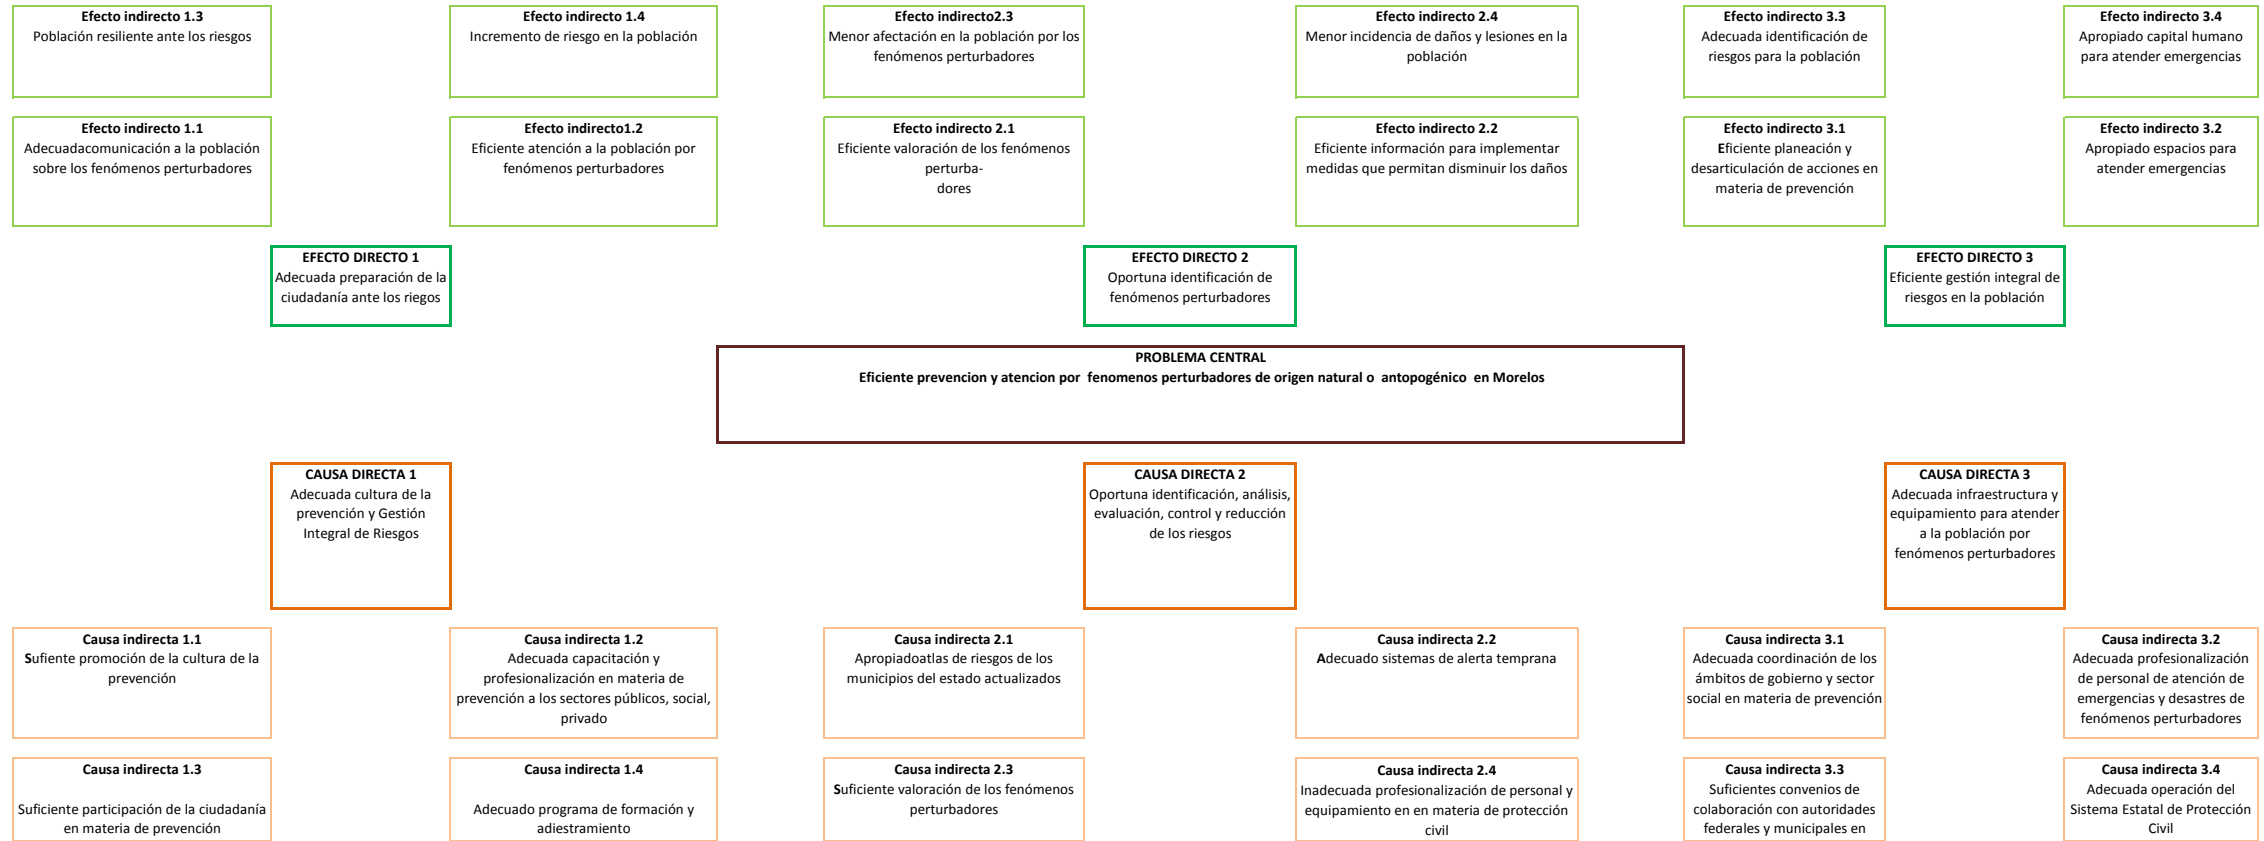 Efecto indirecto 1.3
Población resiliente ante los riesgos
Efecto indirecto 1.4
Incremento de riesgo en la población
Efecto indirecto2.3
Menor afectación en la población por los
fenómenos perturbadores
Efecto indirecto 2.4
Menor incidencia de daños y lesiones en la
población
Efecto indirecto 3.3
Adecuada identificación de
riesgos para la población
Efecto indirecto 3.4
Apropiado capital humano
para atender emergencias
Efecto indirecto 1.1
Adecuadacomunicación a la población
sobre los fenómenos perturbadores
Efecto indirecto1.2
Eficiente atención a la población por
fenómenos perturbadores
Efecto indirecto 2.1
Eficiente valoración de los fenómenos
perturba-
dores
Efecto indirecto 2.2
Eficiente información para implementar
medidas que permitan disminuir los daños
Efecto indirecto 3.1
Eficiente planeación y
desarticulación de acciones en
materia de prevención
Efecto indirecto 3.2
Apropiado espacios para
atender emergencias
EFECTO DIRECTO 1
Adecuada preparación de la
ciudadanía ante los riegos
EFECTO DIRECTO 2
Oportuna identificación de
fenómenos perturbadores
EFECTO DIRECTO 3
Eficiente gestión integral de
riesgos en la población
PROBLEMA CENTRAL
Eficiente prevencion y atencion por fenomenos perturbadores de origen natural o antopogénico en Morelos
CAUSA DIRECTA 1
Adecuada cultura de la
prevención y Gestión
Integral de Riesgos
CAUSA DIRECTA 2
Oportuna identificación, análisis,
evaluación, control y reducción
de los riesgos
CAUSA DIRECTA 3
Adecuada infraestructura y
equipamiento para atender
a la población por
fenómenos perturbadores
Causa indirecta 1.1
Sufiente promoción de la cultura de la
prevención
Causa indirecta 1.2
Adecuada capacitación y
profesionalización en materia de
prevención a los sectores públicos, social,
privado
Causa indirecta 2.1
Apropiadoatlas de riesgos de los
municipios del estado actualizados
Causa indirecta 2.2
Adecuado sistemas de alerta temprana
Causa indirecta 3.1
Adecuada coordinación de los
ámbitos de gobierno y sector
social en materia de prevención
Causa indirecta 3.2
Adecuada profesionalización
de personal de atención de
emergencias y desastres de
fenómenos perturbadores
Causa indirecta 1.3
Suficiente participación de la ciudadanía
en materia de prevención
Causa indirecta 1.4
Adecuado programa de formación y
adiestramiento
Causa indirecta 2.3
Suficiente valoración de los fenómenos
perturbadores
Causa indirecta 2.4
Inadecuada profesionalización de personal y
equipamiento en en materia de protección
civil
Causa indirecta 3.3
Suficientes convenios de
colaboración con autoridades
federales y municipales en
Causa indirecta 3.4
Adecuada operación del
Sistema Estatal de Protección
Civil